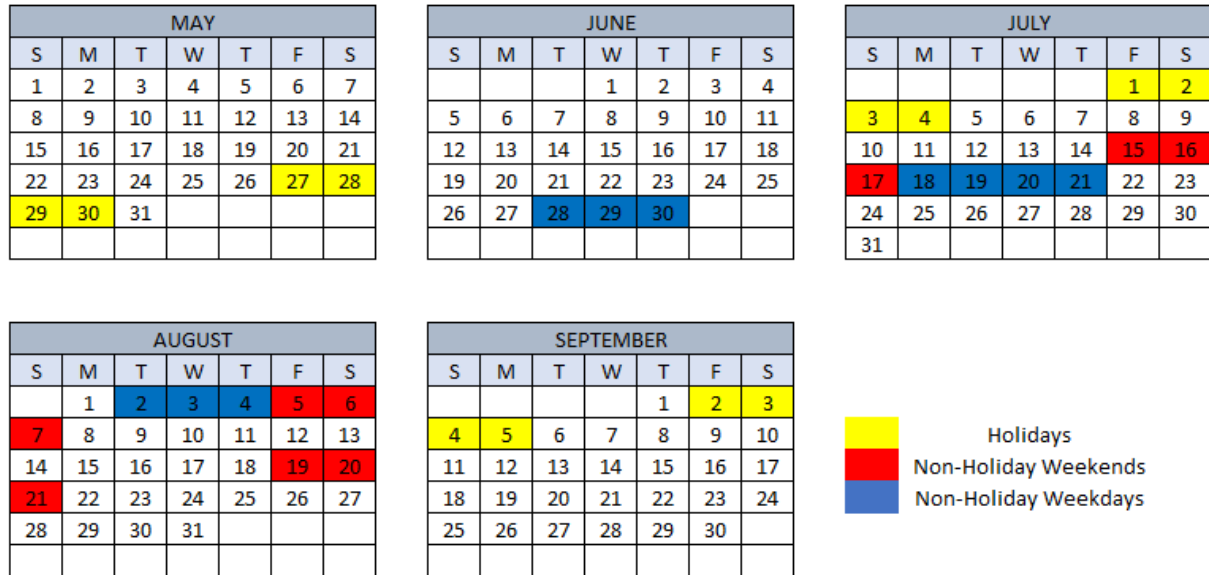 MAY
S M T W T F S
1 2 3 4 5 6 7
8 9 10 11 12 13 14
15 16 17 18 19 20 21
22 23 24 25 26 27 28
29 30 31
JUNE
S M T W T F S
1 2 3 4
5 6 7 8 9 10 11
12 13 14 15 16 17 18
19 20 21 22 23 24 25
26 27 28 29 30
JULY
S M T W T F S
1 2
3 4 5 6 7 8 9
10 11 12 13 14 15 16
17 18 19 20 21 22 23
24 25 26 27 28 29 30
31
AUGUST
S M T W T F S
1 2 3 4 5 6
7 8 9 10 11 12 13
14 15 16 17 18 19 20
21 22 23 24 25 26 27
28 29 30 31
SEPTEMBER
S M T W T F S
1 2 3
4 5 6 7 8 9 10
11 12 13 14 15 16 17
18 19 20 21 22 23 24
25 26 27 28 29 30
Holidays
Non-Holiday Weekends
Non-Holiday Weekdays